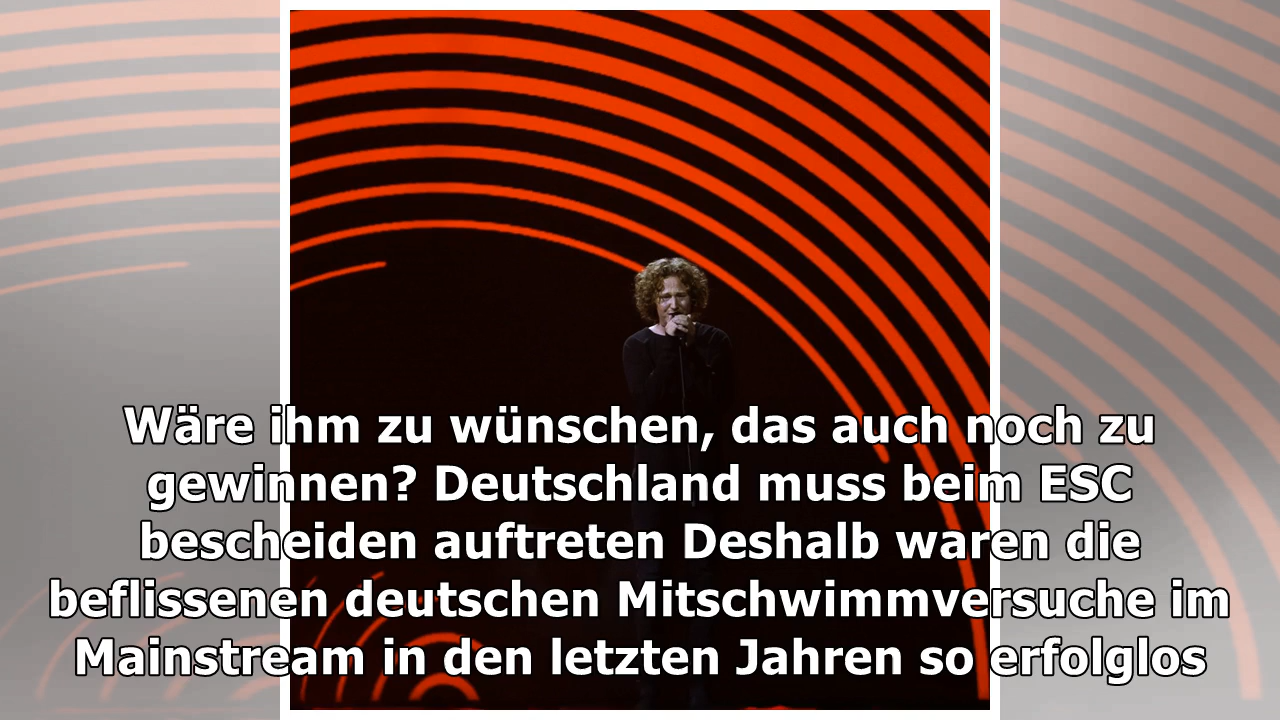 Wäre ihm zu wünschen, das auch noch zu
gewinnen? Deutschland muss beim ESC
bescheiden auftreten Deshalb waren die
beflissenen deutschen Mitschwimmversuche im
Mainstream in den letzten Jahren so erfolglos